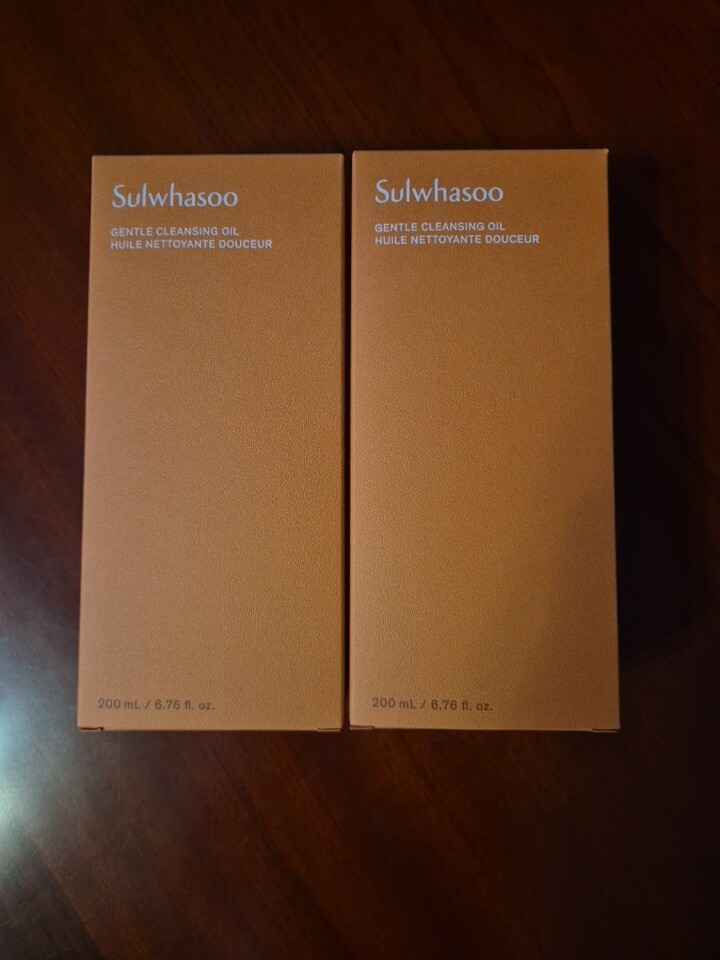 Sulwhasoo
GENTLE CLEANSING OIL
HUILE NETTOYANTE DOUCEUR
200 mL / 6.76 fl. oz.
Sulwhasoo
GENTLE CLEANSING OIL
HUILE NETTOYANTE DOUCEUR
200 mL / 6.76 fl. oz.